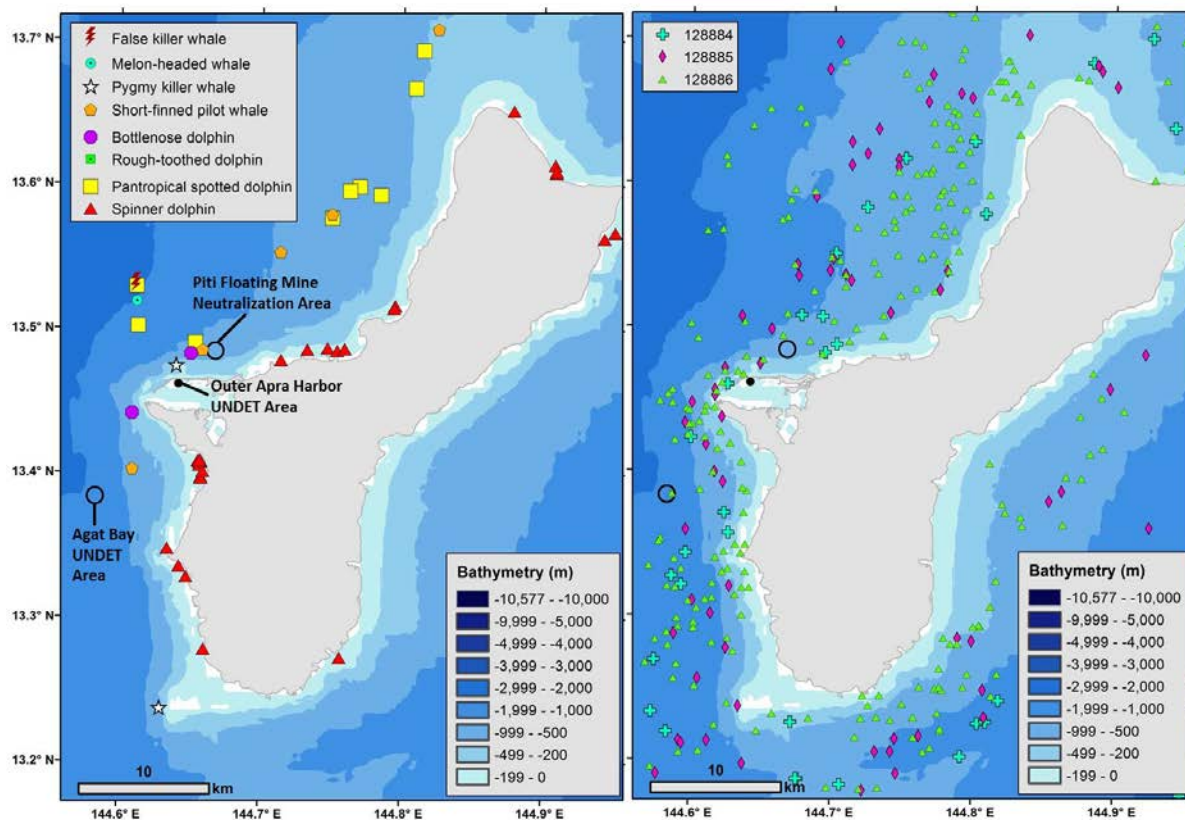 13.7° N
13.6° N
13.5° N
13.4° N
13.3° N
13.2° N
False killer whale
Melon-headed whale
Pygmy killer whale
Short-finned pilot whale
Bottlenose dolphin
Rough-toothed dolphin
Pantropical spotted dolphin
Spinner dolphin
Piti Floating Mine
Neutralization Area
Outer Apra Harbor
UNDET Area
Agat Bay
UNDET
Area
Bathymetry (m)
-10,577 - -10,000
-9,999 - -5,000
-4,999 - -4,000
-3,999 - -3,000
-2,999 - -2,000
-1,999 - -1,000
-999 - -500
-499 - -200
-199 - 0
10
km
144.6° E
144.7° E
144.8° E
144.9° E
128884
128885
128886
Bathymetry (m)
-10,577 - -10,000
-9,999 - -5,000
-4,999 - -4,000
-3,999 - -3,000
-2,999 - -2,000
-1,999 - -1,000
-999 - -500
-499 - -200
-199 - 0
10
km
144.6° E
144.7° E
144.8° E
144.9° E